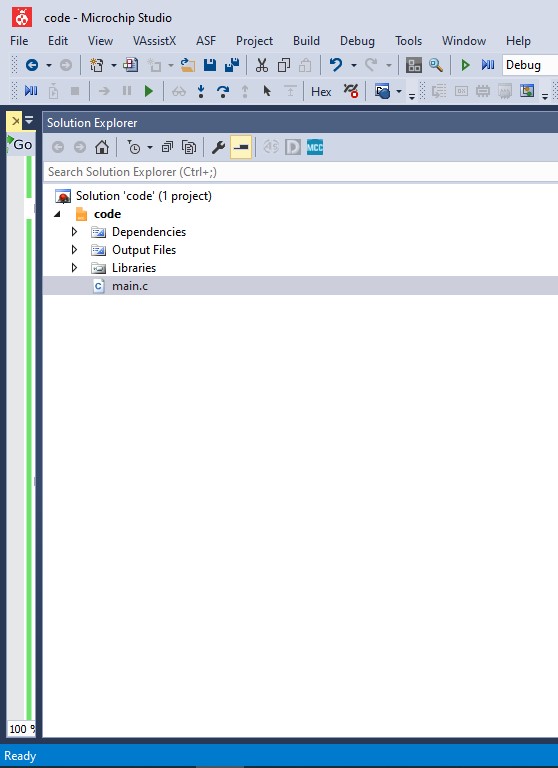 code - Microchip Studio
File Edit View VAssistX ASF Project Build Debug Tools Window Help
Debug
Hex
Solution Explorer
Go
MCC
Search Solution Explorer (Ctrl+;)
Solution 'code' (1 project)
code
Dependencies
Output Files
Libraries
C main.c
100 %
Ready